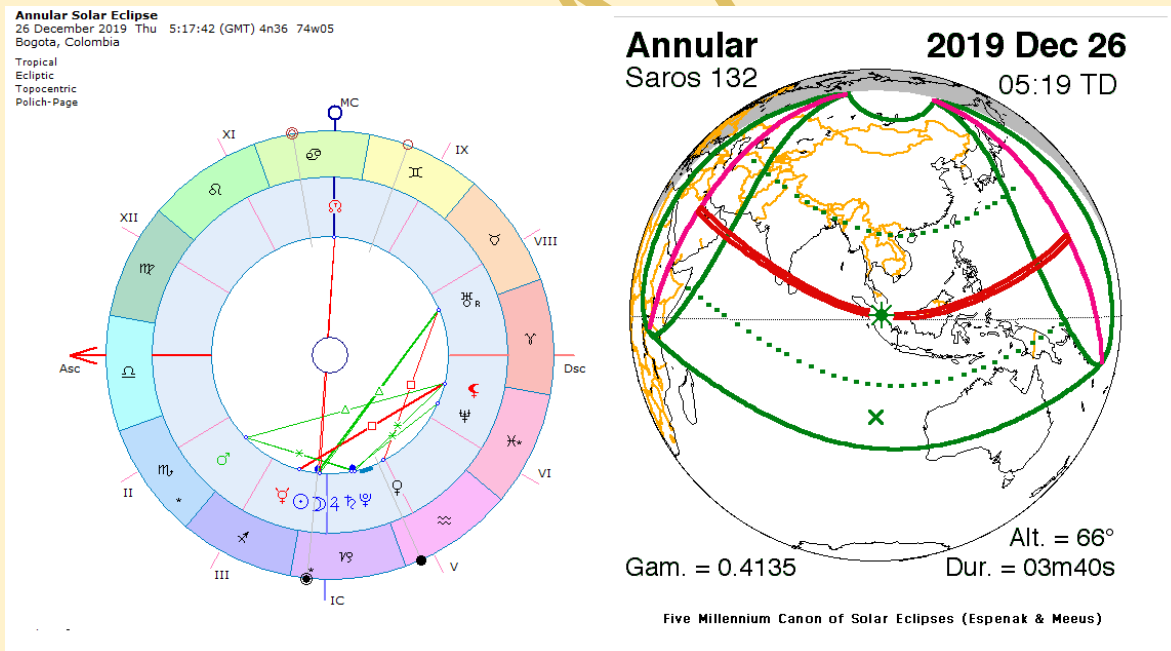 Annular Solar Eclipse
26 December 2019 Thu 5:17:42 (GMT) 4n36 74w05
Bogota, Colombia
Tropical
Ecliptic
Topocentric
Polich-Page
MC
XI
IX
XII
VIII
Asc
Dsc
II
VI
III
V
IC
Annular
2019 Dec 26
Saros 132
05:19 TD
Alt. = 66°
Gam. = 0.4135
Dur. = 03m40s
Five Millennium Canon of Solar Eclipses (Espenak & Meeus)